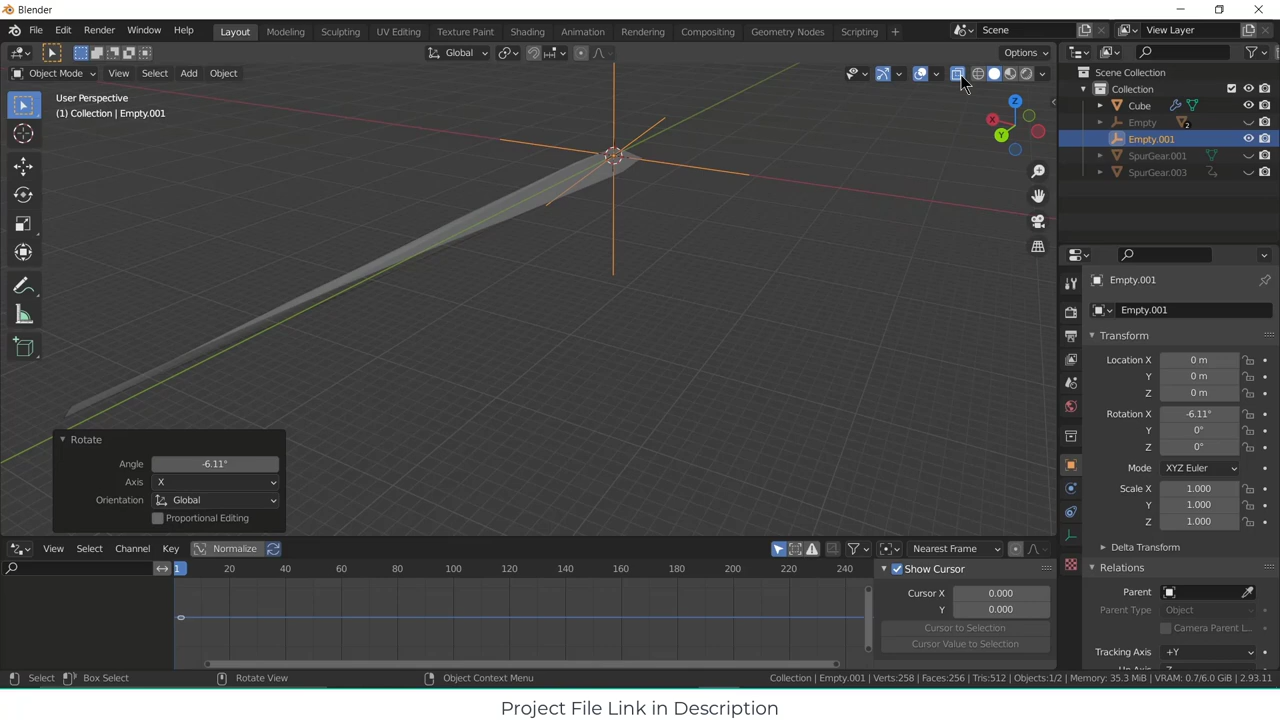 Blender
File Edit Render Window Help Layout Modeling Sculpting UV Editing Texture Paint Shading Animation Rendering Compositing Geometry Nodes Scripting + Scene View Layer
Global Options
Object Mode View Select Add Object
User Perspective
(1) Collection | Empty.001
Z
X
Y
Scene Collection
Collection
Cube
Empty 2
Empty.001
SpurGear.001
SpurGear.003
Empty.001
Empty.001
Transform
Location X 0 m
Y 0 m
Z 0 m
Rotation X -6.11°
Y 0°
Z 0°
Mode XYZ Euler
Scale X 1.000
Y 1.000
Z 1.000
Delta Transform
Relations
Parent
Parent Type Object
Camera Parent L...
Tracking Axis +Y
Rotate
Angle -6.11°
Axis X
Orientation Global
Proportional Editing
View Select Channel Key Normalize Nearest Frame
1 20 40 60 80 100 120 140 160 180 200 220 240
Show Cursor
Cursor X 0.000
Y 0.000
Cursor to Selection
Cursor Value to Selection
Select Box Select Rotate View Object Context Menu Collection | Empty.001 | Verts:258 | Faces:256 | Tris:512 | Objects:1/2 | Memory: 35.3 MiB | VRAM: 0.7/6.0 GiB | 2.93.11
Project File Link in Description